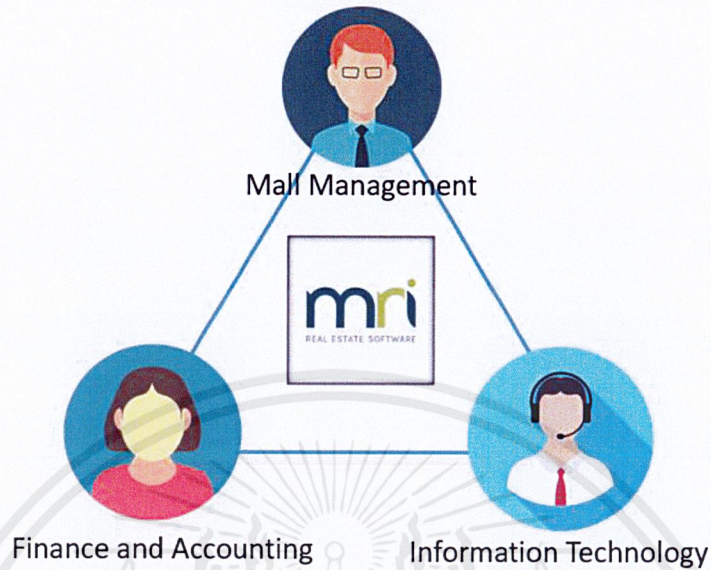 Mall Management
mri
REAL ESTATE SOFTWARE
Finance and Accounting
Information Technology